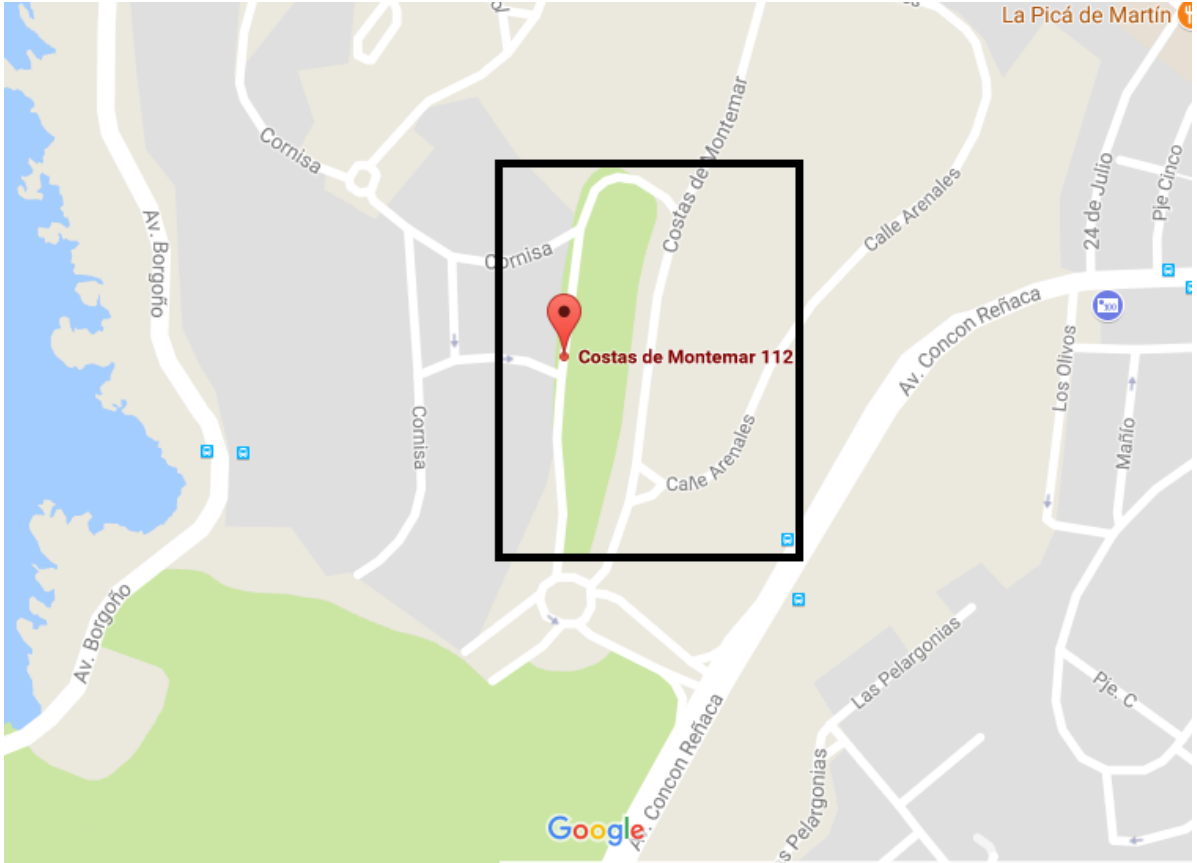 La Picá de Martín
Cornisa
Costas de Montemar
24 de Julio
Pje Cinco
Calle Arenales
Av. Borgoño
Cornisa
Av. Concon Reñaca
100
Costas de Montemar 112
Los Olivos
Cornisa
Mañío
Calle Arenales
Av. Borgoño
Las Pelargonias
Pje. C
Av. Concon Reñaca
s Pelargonias
Google